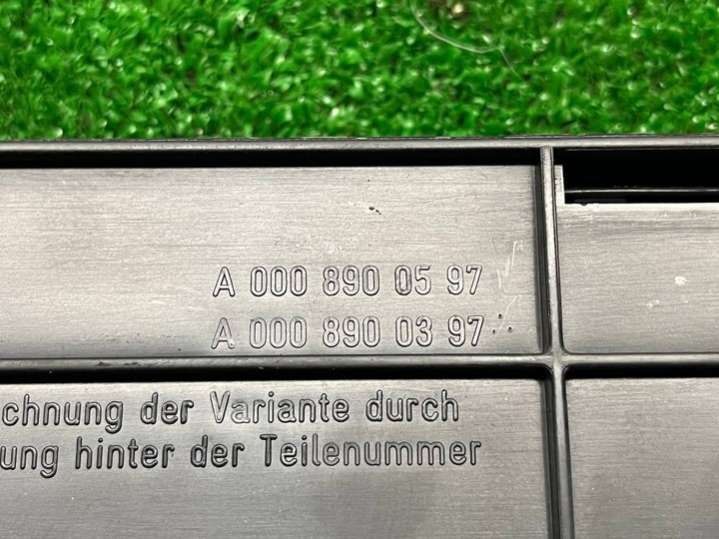 A 000 890 05 97
A 000 890 03 97
chnung der Variante durch
ung hinter der Teilenummer